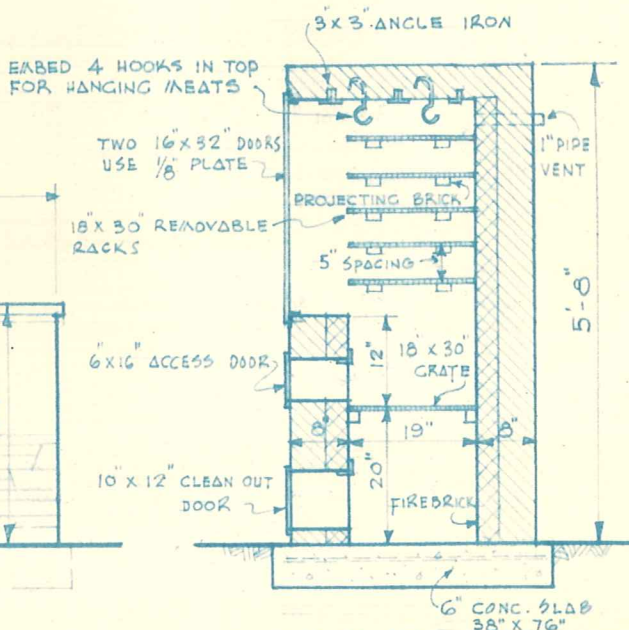 3" X 3" ANGLE IRON
EMBED 4 HOOKS IN TOP
FOR HANGING MEATS
TWO 16" X 32" DOORS
USE 1/8" PLATE
1" PIPE
VENT
PROJECTING BRICK
18" X 30" REMOVABLE
RACKS
5" SPACING
5'-8"
6" X 16" ACCESS DOOR
12"
18" X 30"
GRATE
8"
19"
8"
20"
10" X 12" CLEAN OUT
DOOR
FIREBRICK
6" CONC. SLAB
38" X 76"